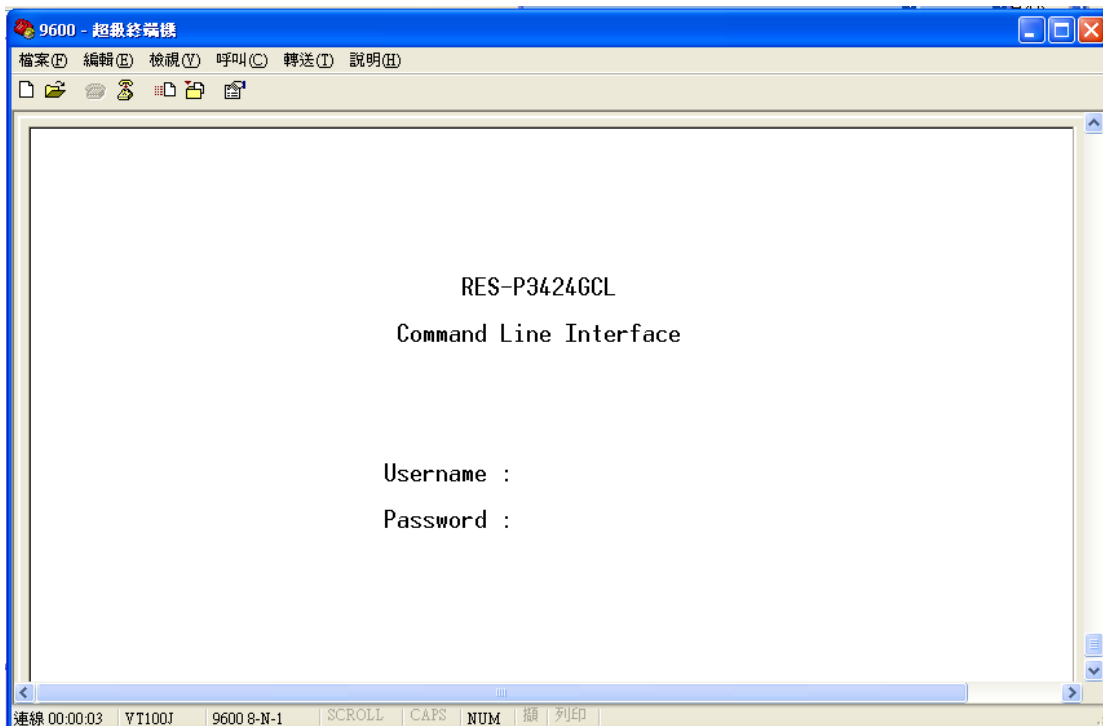 9600 - 超級終端機
檔案(F) 編輯(E) 檢視(V) 呼叫(C) 轉送(T) 說明(H)
RES-P3424GCL
Command Line Interface
Username :
Password :
連線 00:00:03 VT100J 9600 8-N-1 SCROLL CAPS NUM 擷 列印